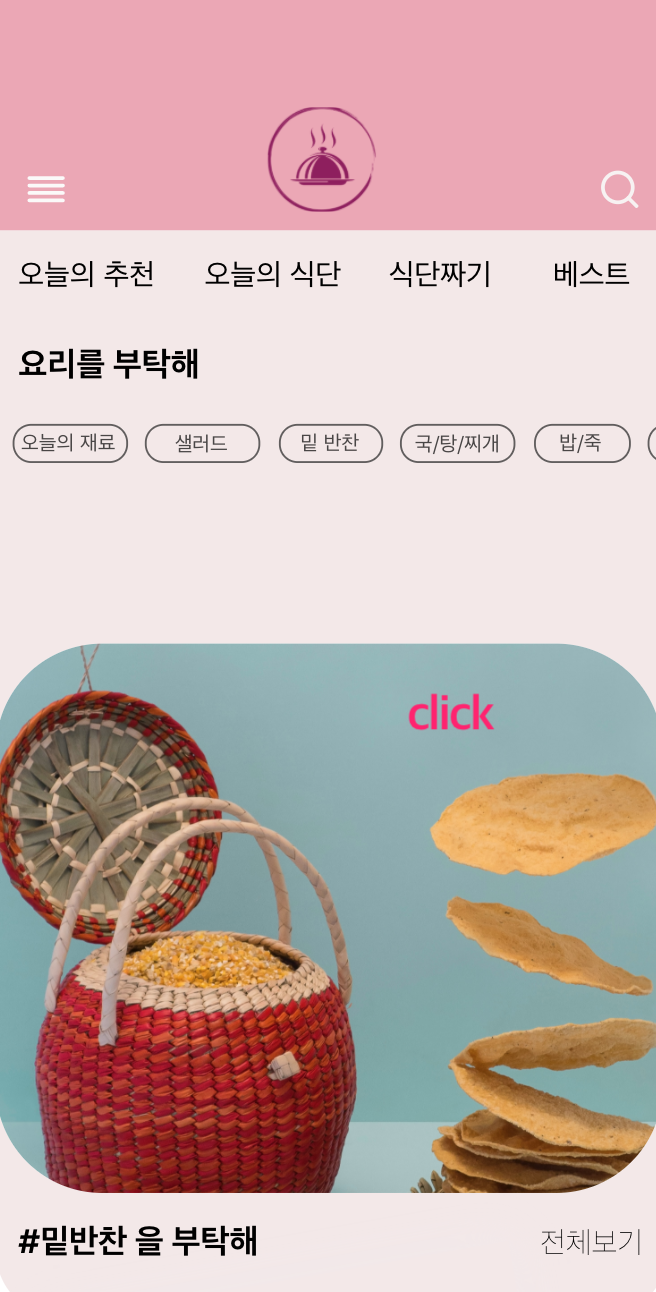 오늘의 추천 오늘의 식단 식단짜기 베스트
요리를 부탁해
오늘의 재료 샐러드 밑 반찬 국/탕/찌개 밥/죽
click
#밑반찬 을 부탁해 전체보기